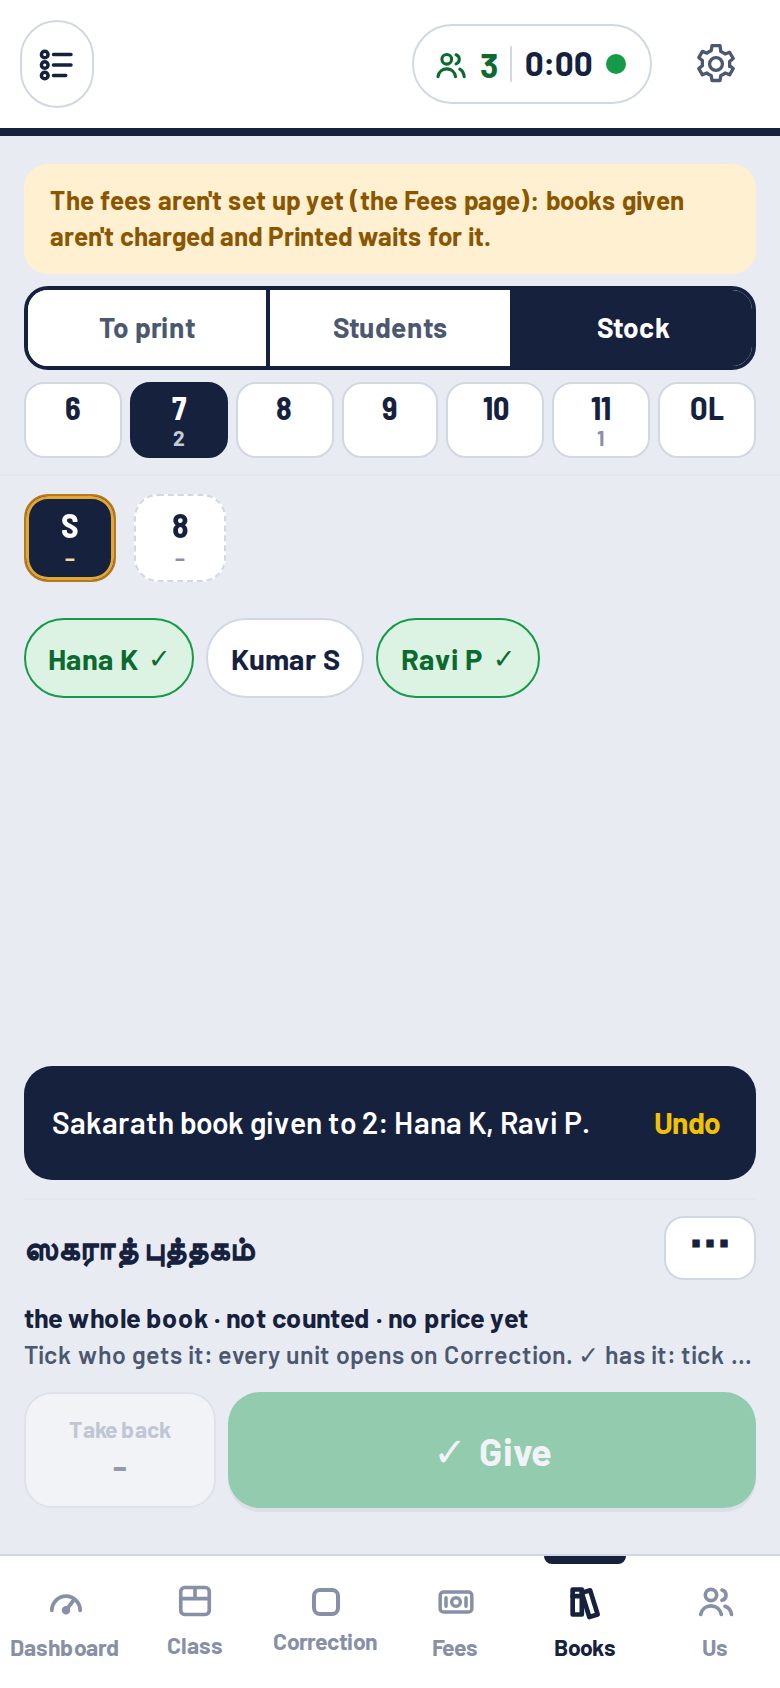 3 0:00
The fees aren't set up yet (the Fees page): books given
aren't charged and Printed waits for it.
To print Students Stock
6 7 8 9 10 11 OL
2 1
S 8
– –
Hana K ✓ Kumar S Ravi P ✓
Sakarath book given to 2: Hana K, Ravi P. Undo
ஸகராத் புத்தகம் ...
the whole book · not counted · no price yet
Tick who gets it: every unit opens on Correction. ✓ has it: tick ...
Take back
–
✓ Give
Dashboard Class Correction Fees Books Us